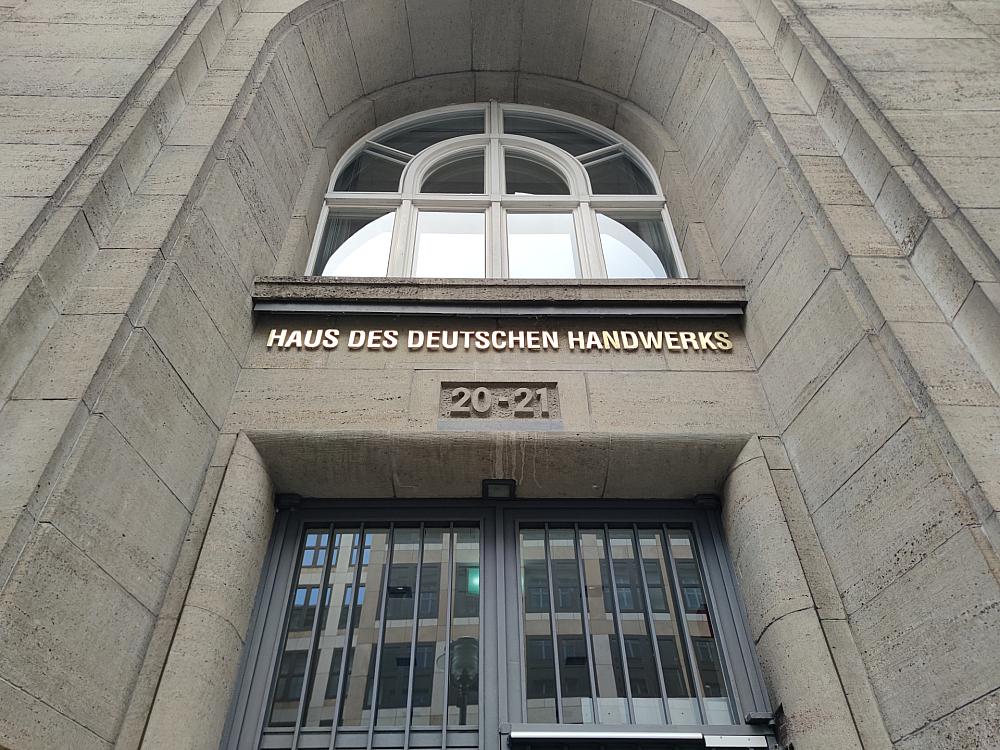 HAUS DES DEUTSCHEN HANDWERKS
20-21